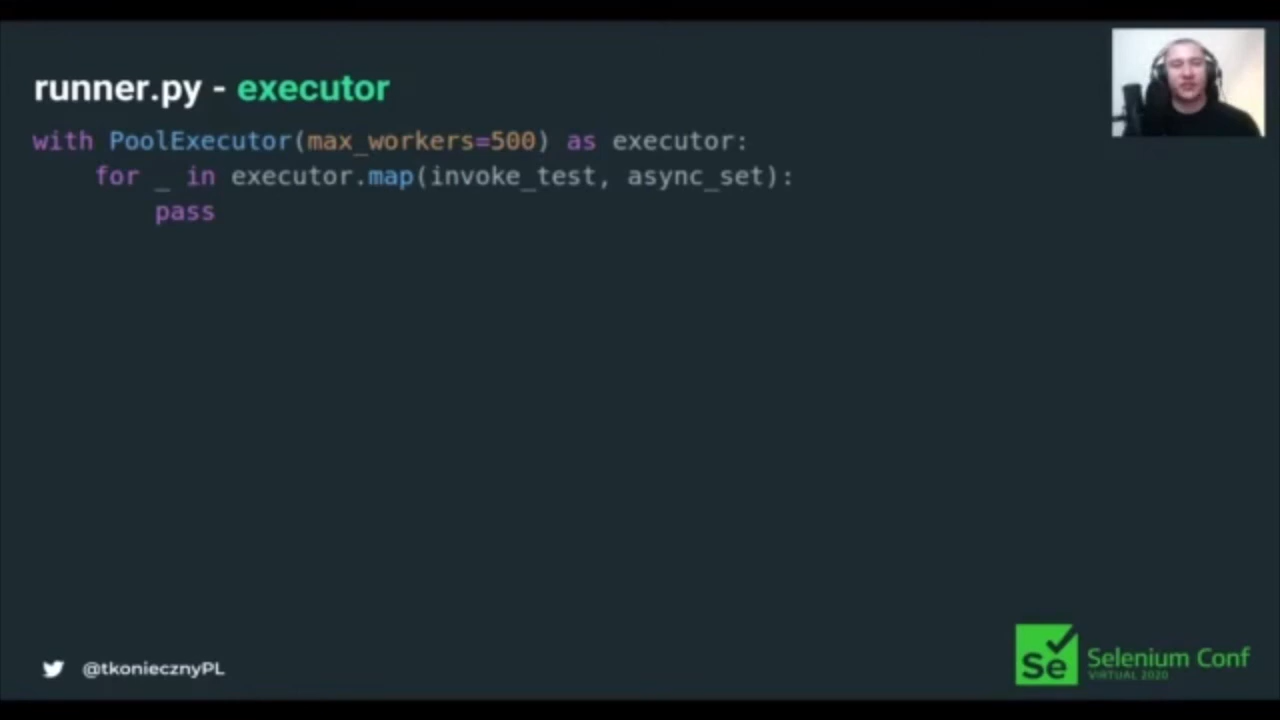 runner.py - executor
with PoolExecutor(max_workers=500) as executor:
    for _ in executor.map(invoke_test, async_set):
        pass
@tkoniecznyPL
Se Selenium Conf
VIRTUAL 2020